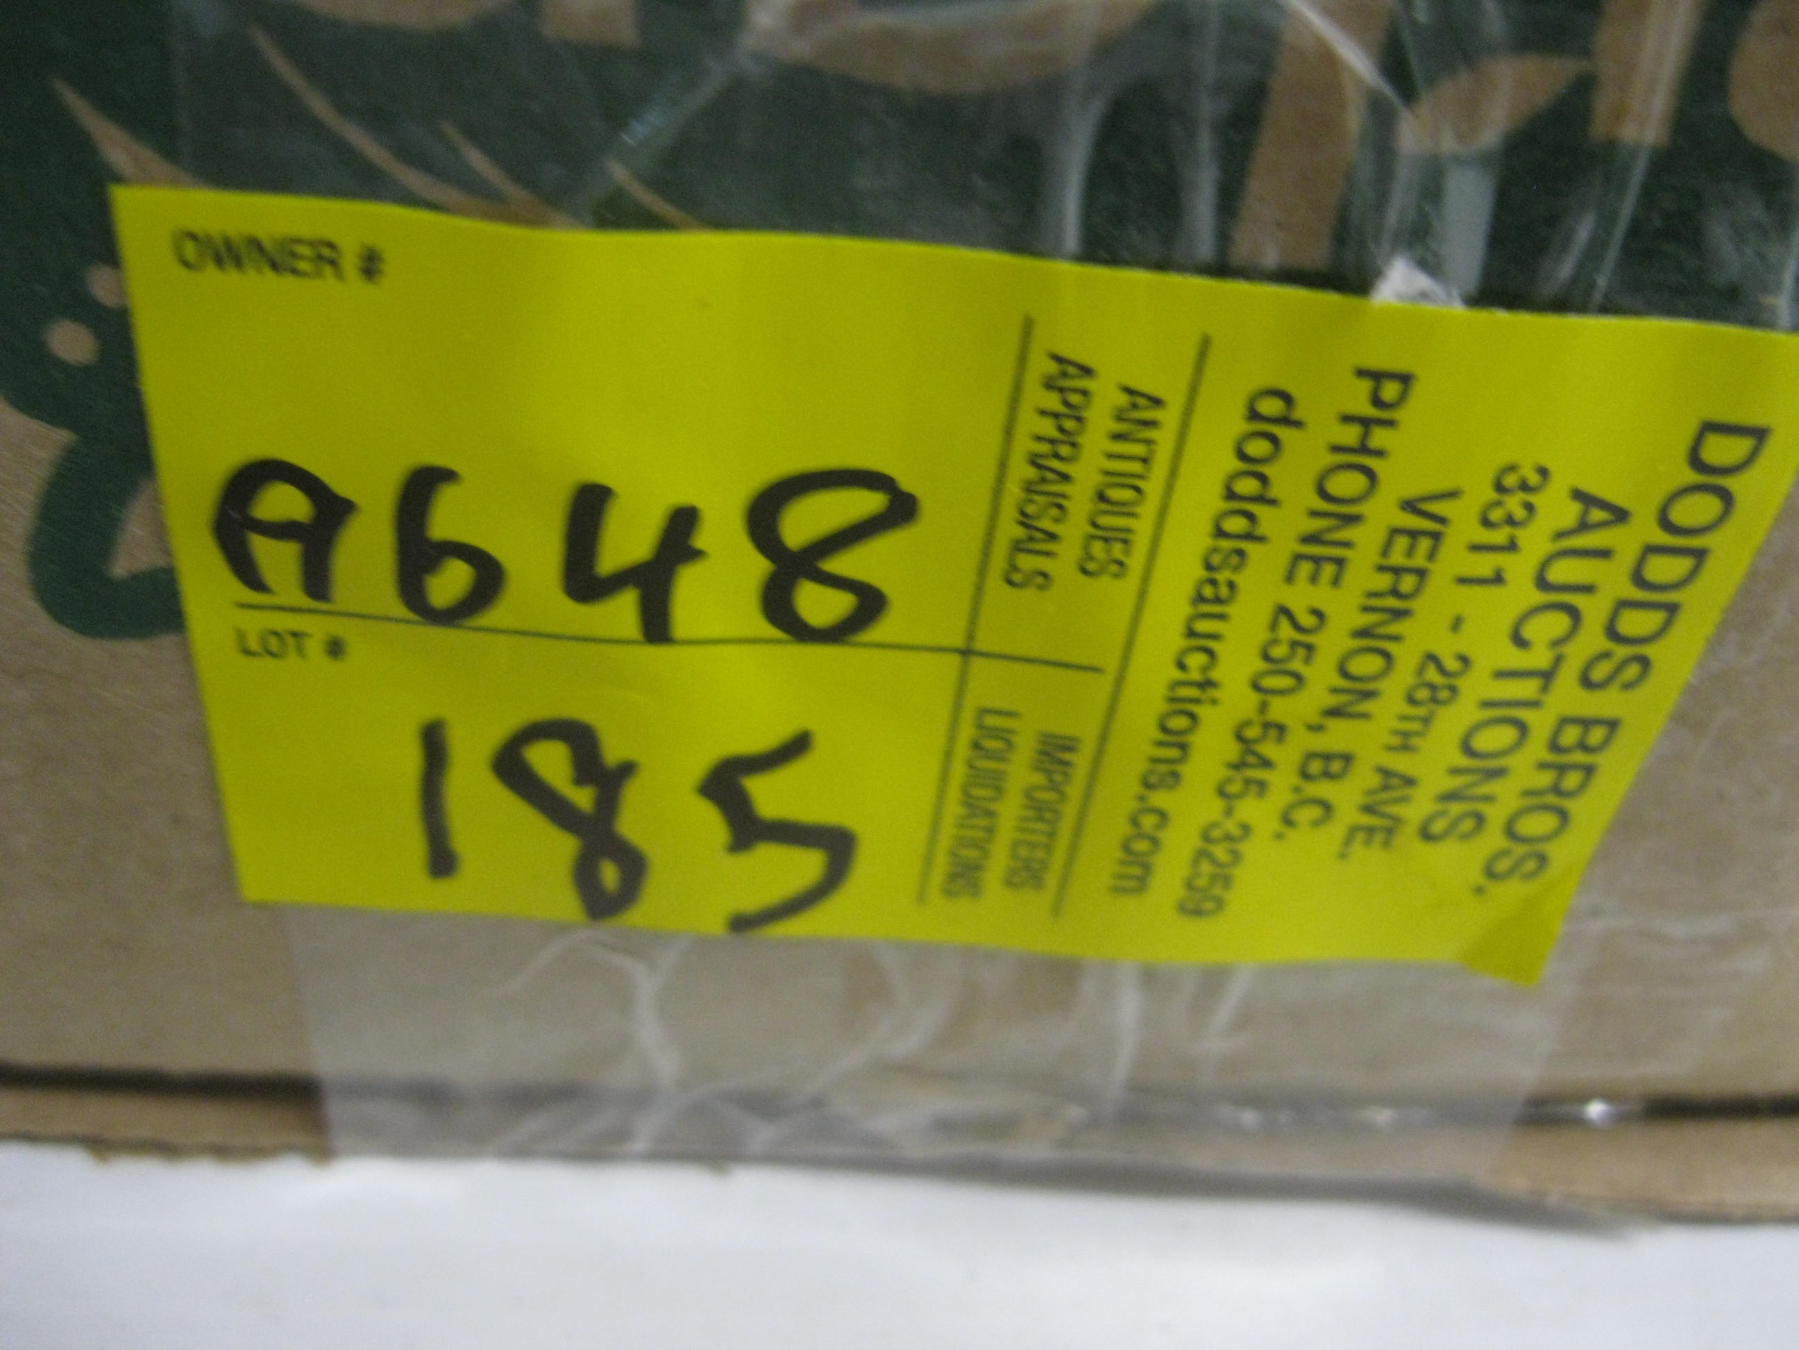 OWNER #
A648
LOT #
185
ANTIQUES
APPRAISALS
IMPORTERS
LIQUIDATIONS
DODDS BROS.
AUCTIONS
3311 - 28TH AVE.
VERNON, B.C.
PHONE 250-545-3259
doddsauctions.com